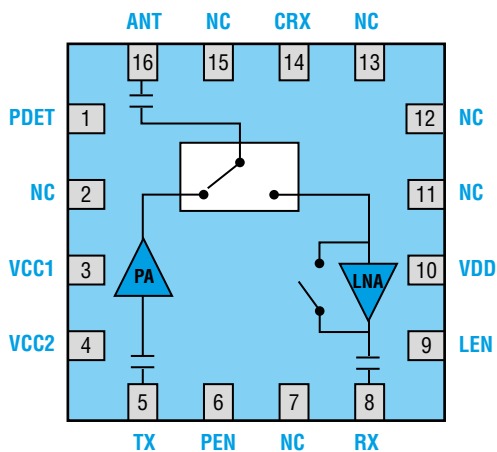 ANT NC CRX NC
16 15 14 13
PDET 1 12 NC
NC 2 11 NC
VCC1 3 PA LNA 10 VDD
VCC2 4 9 LEN
5 6 7 8
TX PEN NC RX